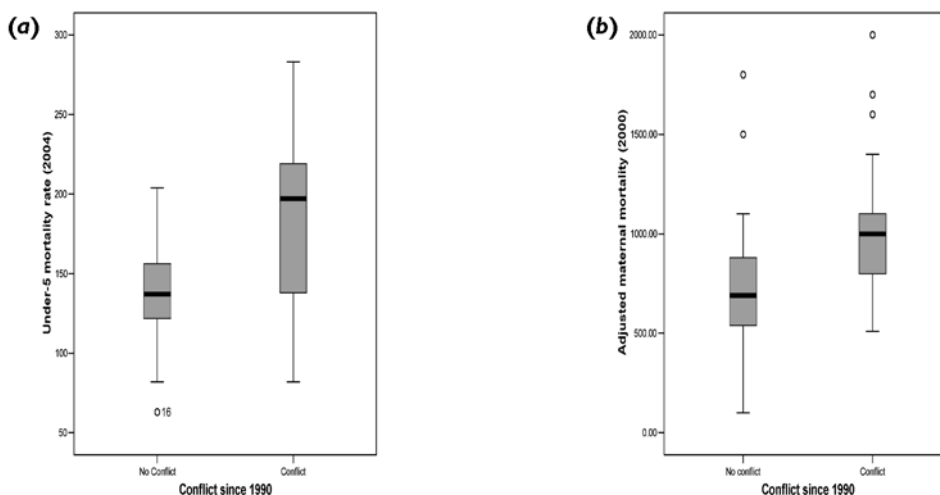 (a)
Under-5 mortality rate (2004)
300
250
200
150
100
50
16
No Conflict
Conflict
Conflict since 1990
(b)
Adjusted maternal mortality (2000)
2000.00
1500.00
1000.00
500.00
0.00
No conflict
Conflict
Conflict since 1990